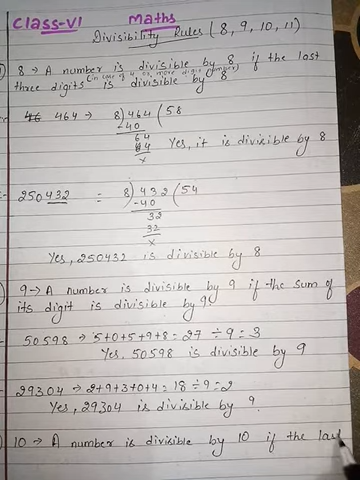 Class-VI Maths
Divisibility Rules (8, 9, 10, 11)
8 → A number is divisible by 8 if the last
(in case of 4 or more digit number)
three digits is divisible by 8
464 → 8)464(58
-40
64
64
x
Yes, it is divisible by 8
250432 = 8)432(54
-40
32
32
x
Yes, 250432 is divisible by 8
9 → A number is divisible by 9 if the sum of
its digit is divisible by 9.
50598 → 5+0+5+9+8 = 27 ÷ 9 = 3
Yes, 50598 is divisible by 9
29304 → 2+9+3+0+4 = 18 ÷ 9 = 2
Yes, 29304 is divisible by 9.
10 → A number is divisible by 10 if the last